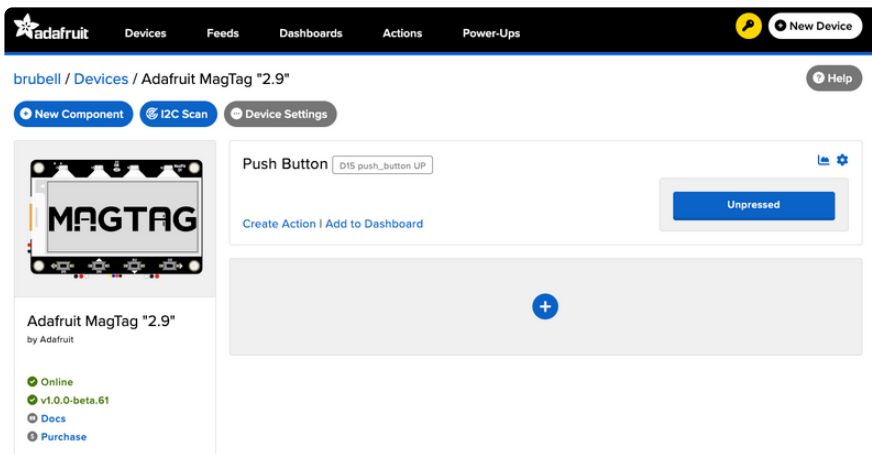 adafruit Devices Feeds Dashboards Actions Power-Ups New Device
brubell / Devices / Adafruit MagTag "2.9"
Help
New Component I2C Scan Device Settings
MAGTAG
Push Button D15 push_button UP
Unpressed
Create Action | Add to Dashboard
Adafruit MagTag "2.9"
by Adafruit
Online
v1.0.0-beta.61
Docs
Purchase